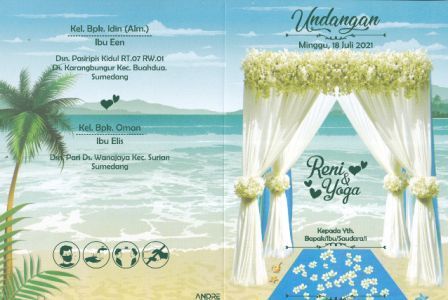 Kel. Bpk. Idin (Alm.)
Ibu Een
Dsn. Pasiripis Kidul RT.07 RW.01
Ds. Karangbungur Kec. Buahdua.
Sumedang
Kel. Bpk. Oman
Ibu Elis
Dsn. Pari Ds. Wanajaya Kec. Surian
Sumedang
ANDRE
Undangan
Minggu, 18 Juli 2021
Reni
&
Yoga
Kepada Yth.
Bapak/Ibu/Saudara/i